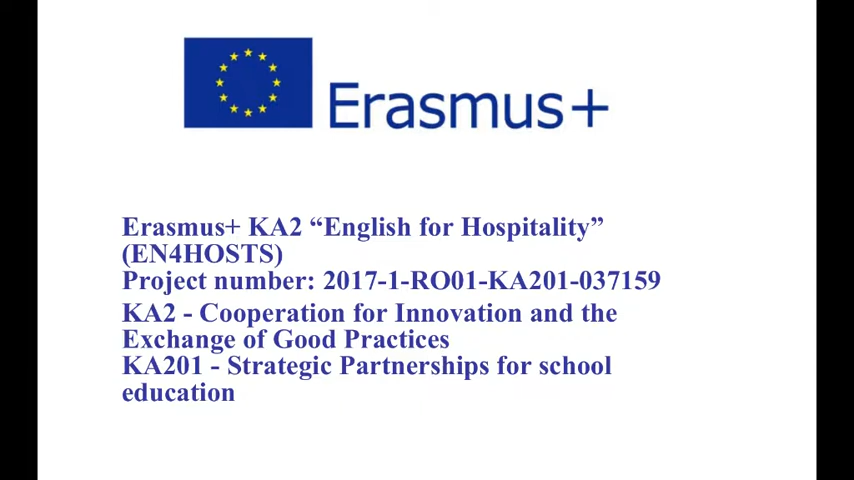 Erasmus+
Erasmus+ KA2 “English for Hospitality”
(EN4HOSTS)
Project number: 2017-1-RO01-KA201-037159
KA2 - Cooperation for Innovation and the
Exchange of Good Practices
KA201 - Strategic Partnerships for school
education